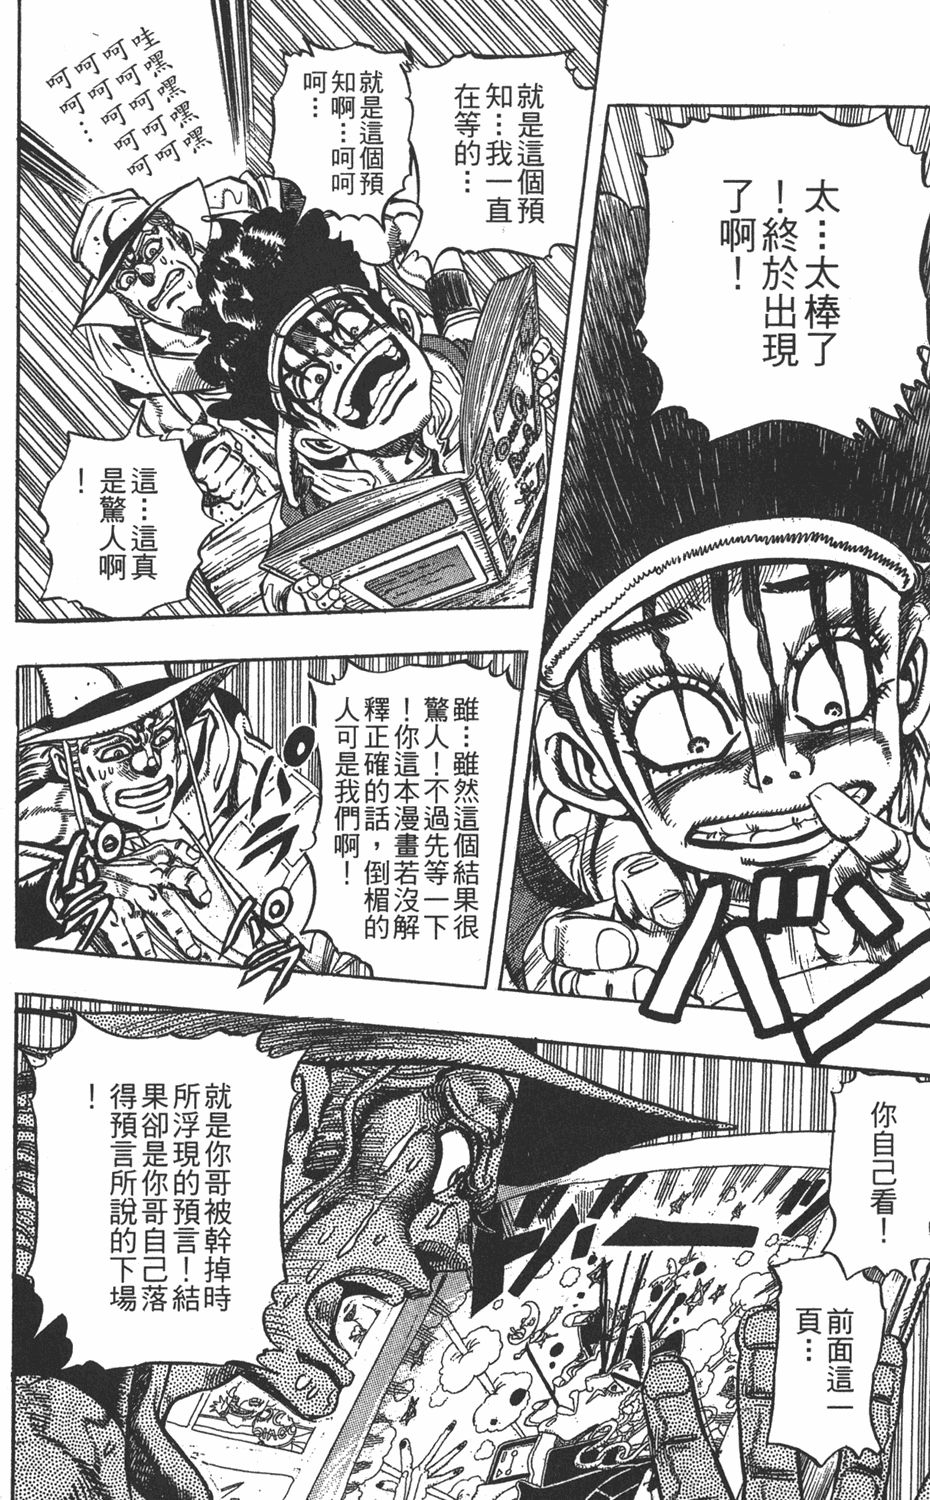 太…太棒了
！終於出現
了啊！
就是這個預
知…我一直
在等的…
就是這個預
知啊…呵呵
呵…
哇嘿嘿嘿嘿
呵呵呵呵呵
呵呵呵呵呵
呵呵…
這…這真
是驚人啊
！
バーン
雖…雖然這個結果很
驚人！不過先等一下
！你這本漫畫若沒解
釋正確的話，倒楣的
人可是我們啊！
你自己看！
前面這一
頁…
就是你哥被幹掉時
所浮現的預言！結
果卻是你哥自己落
得預言所說的下場
！